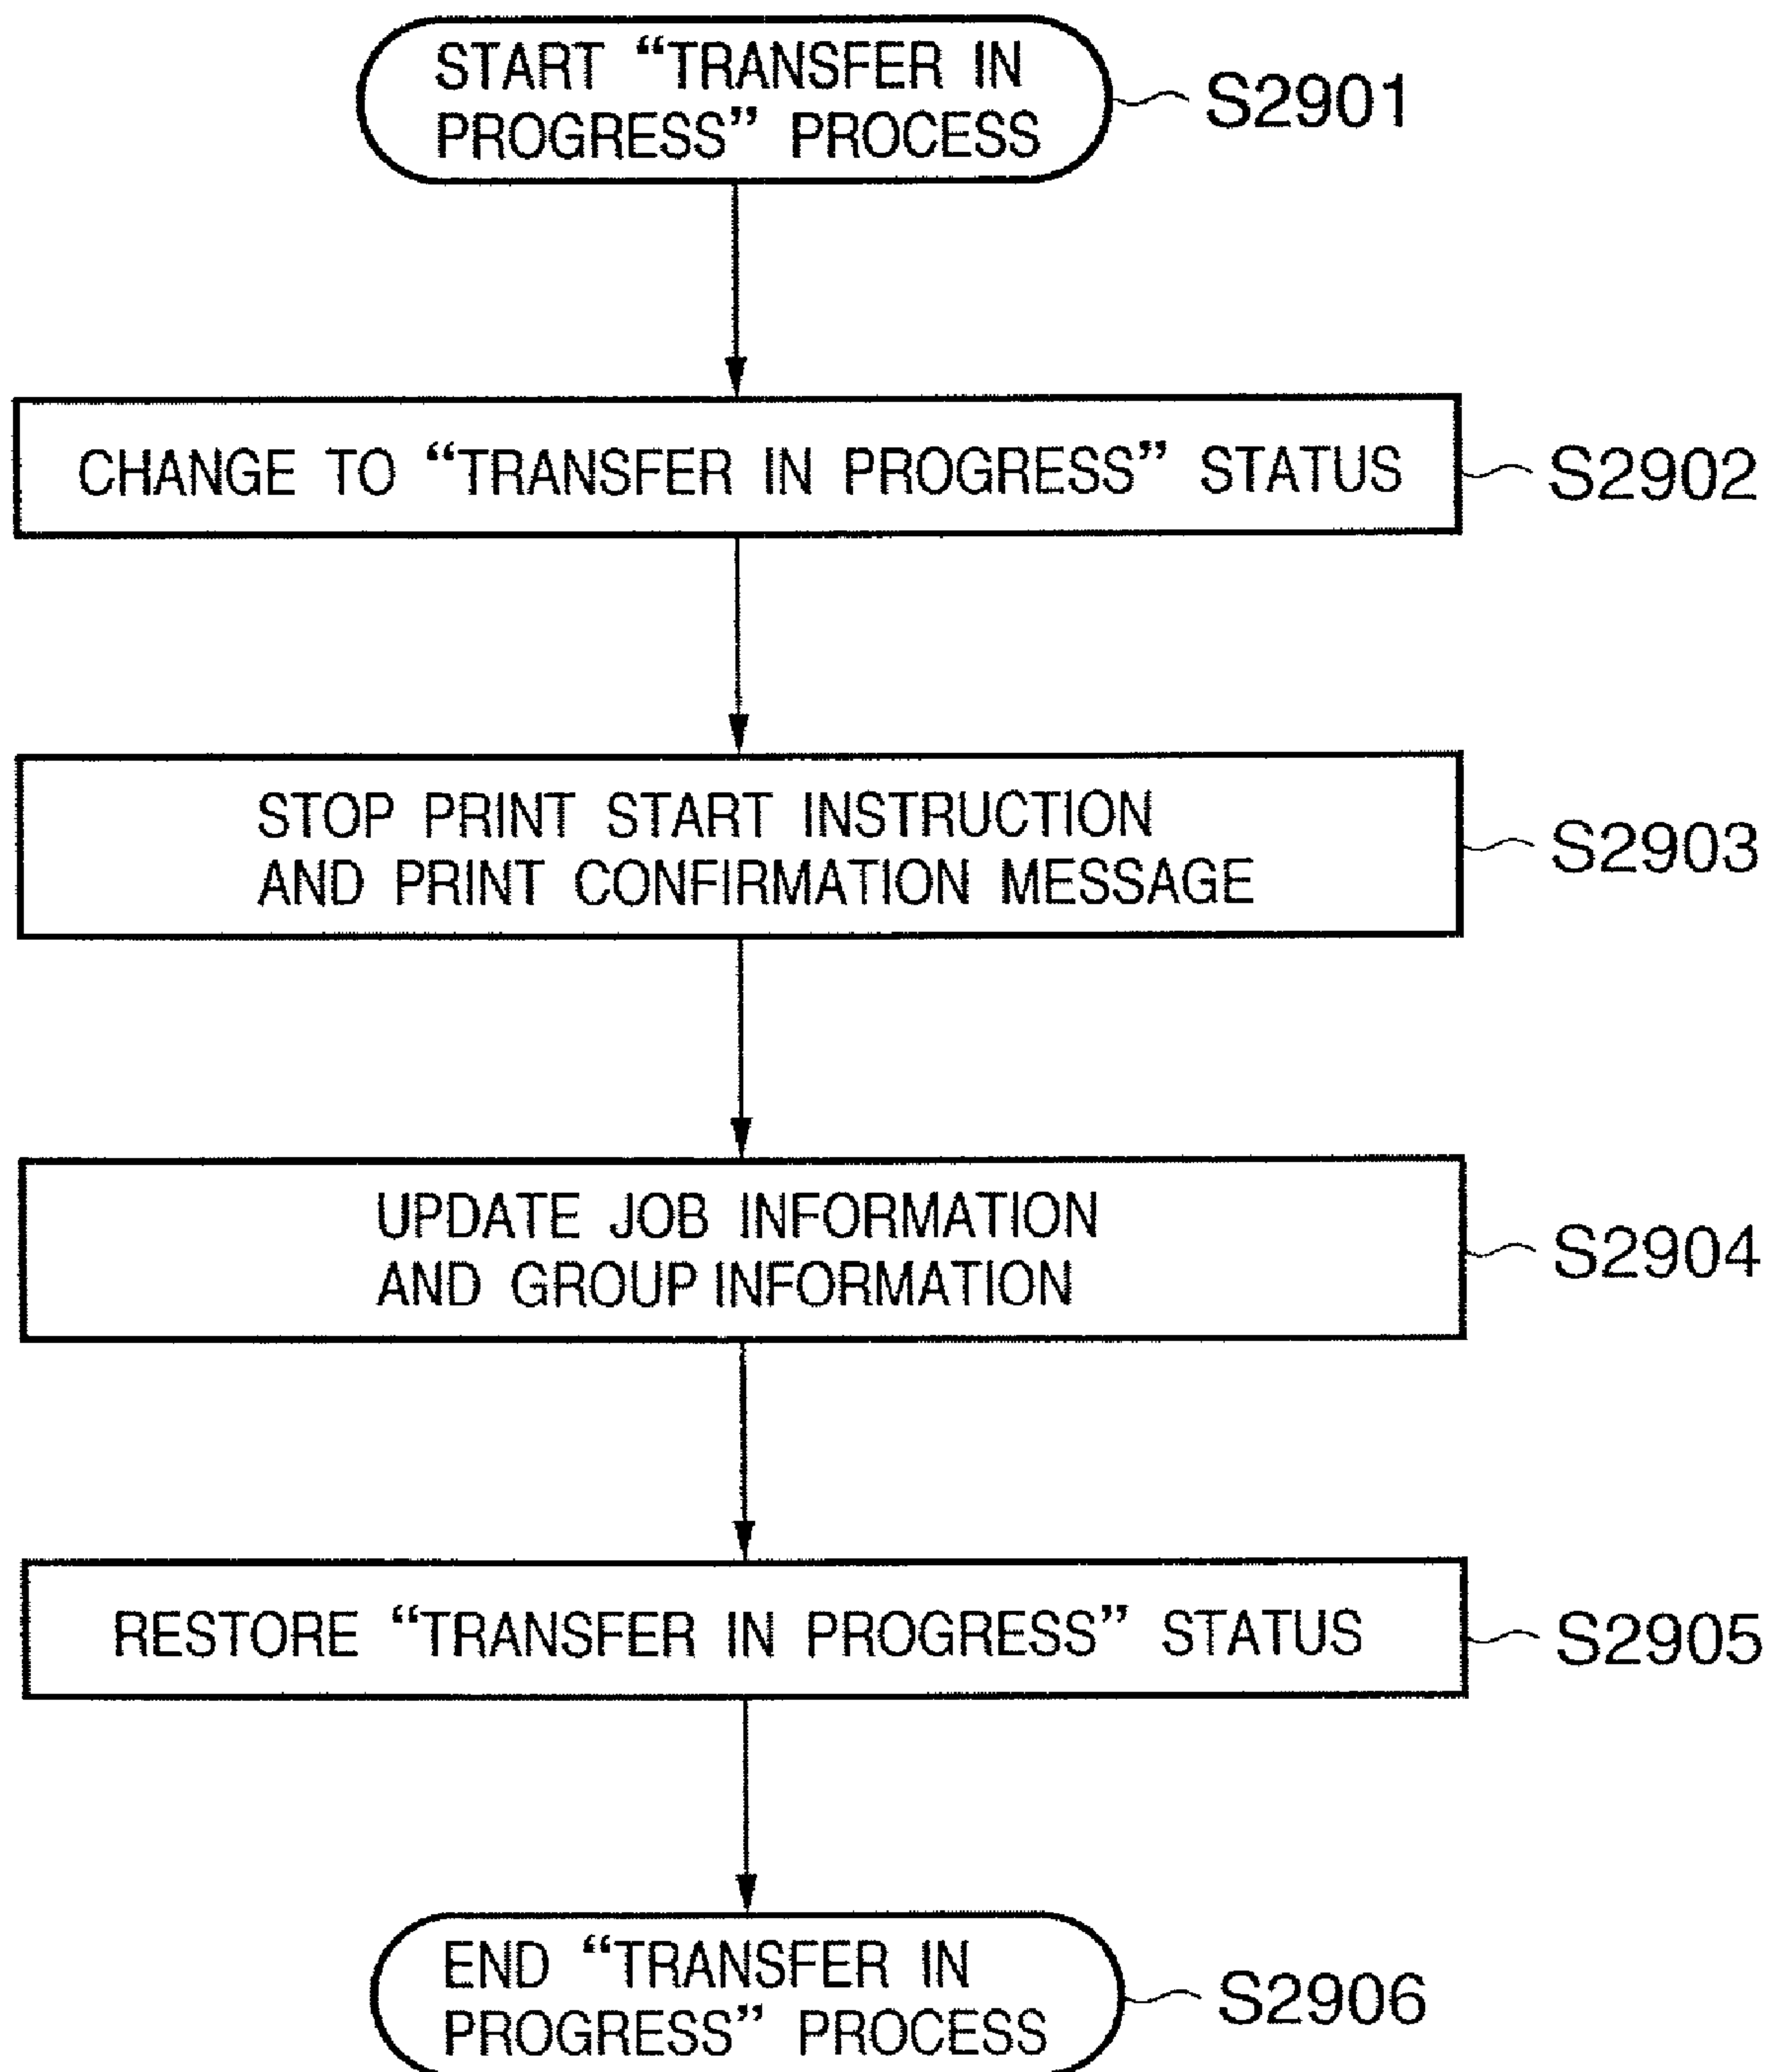 START “TRANSFER IN
PROGRESS” PROCESS
S2901
CHANGE TO “TRANSFER IN PROGRESS” STATUS
S2902
STOP PRINT START INSTRUCTION
AND PRINT CONFIRMATION MESSAGE
S2903
UPDATE JOB INFORMATION
AND GROUP INFORMATION
S2904
RESTORE “TRANSFER IN PROGRESS” STATUS
S2905
END “TRANSFER IN
PROGRESS” PROCESS
S2906